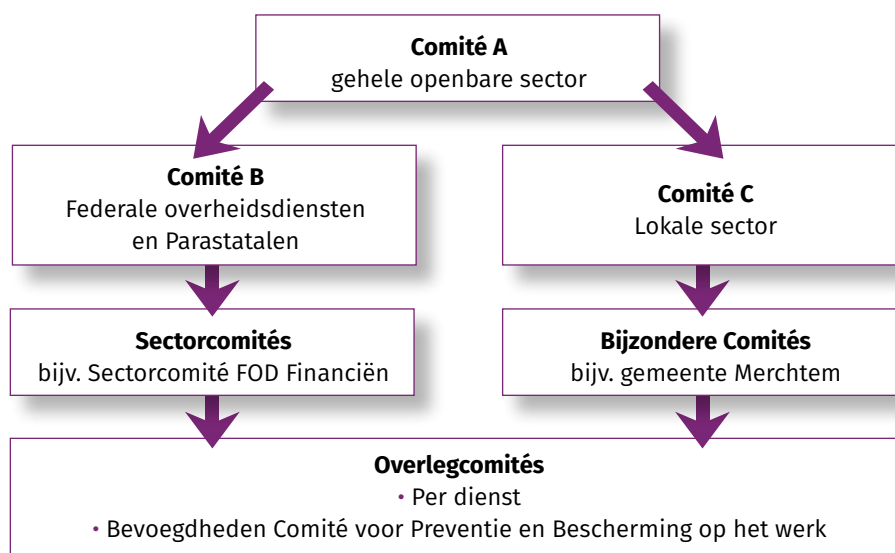 Comité A
gehele openbare sector
Comité B
Federale overheidsdiensten
en Parastatalen
Comité C
Lokale sector
Sectorcomités
bijv. Sectorcomité FOD Financiën
Bijzondere Comités
bijv. gemeente Merchtem
Overlegcomités
• Per dienst
• Bevoegdheden Comité voor Preventie en Bescherming op het werk